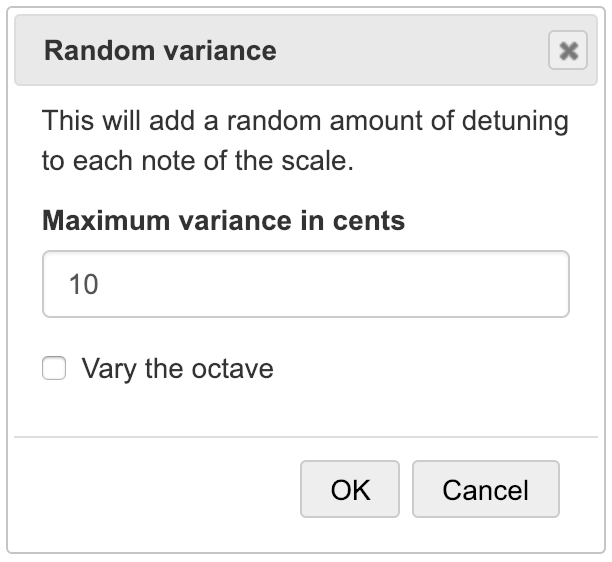 Random variance
This will add a random amount of detuning
to each note of the scale.
Maximum variance in cents
10
Vary the octave
OK
Cancel